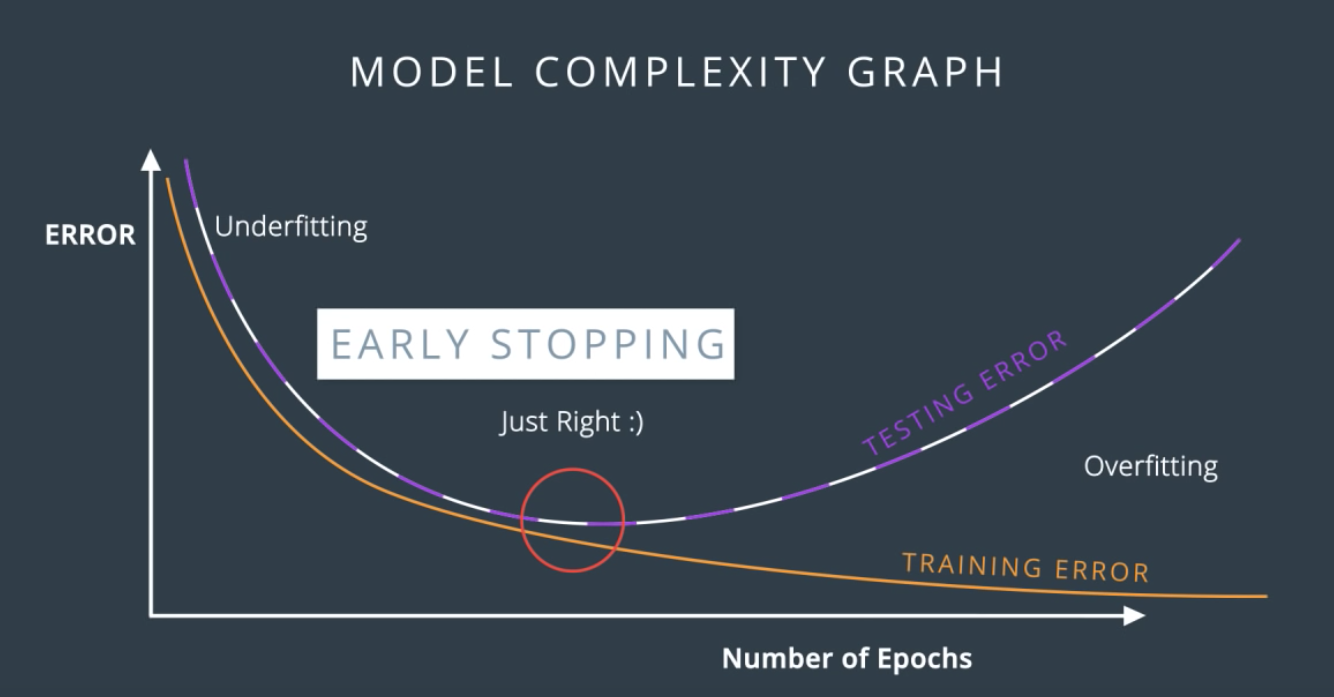 MODEL COMPLEXITY GRAPH
ERROR
Underfitting
EARLY STOPPING
Just Right :)
TESTING ERROR
Overfitting
TRAINING ERROR
Number of Epochs